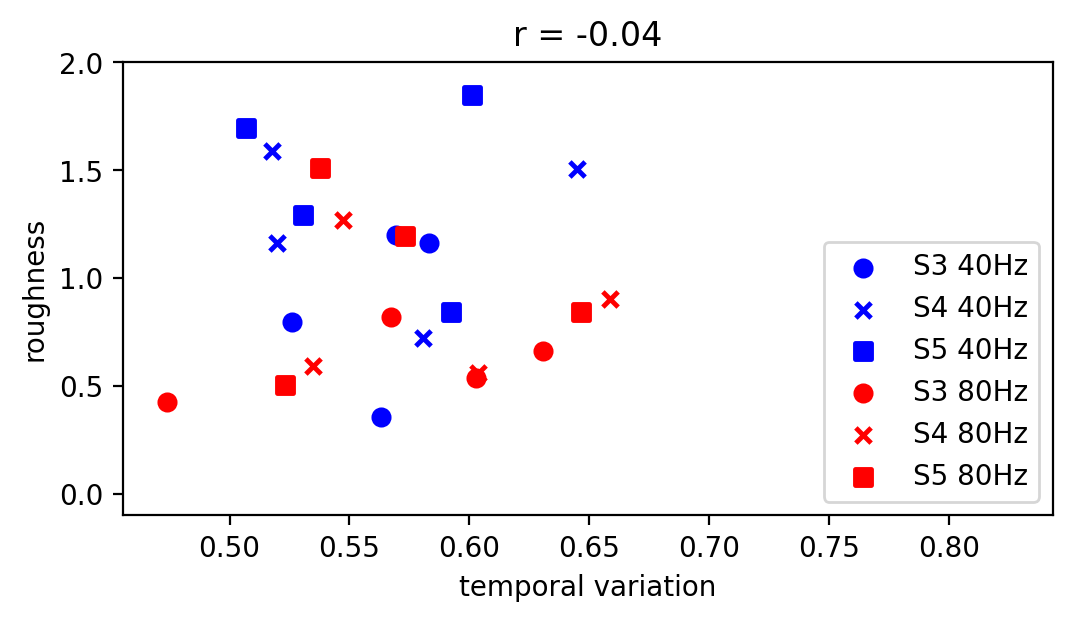 r = -0.04
roughness
2.0
1.5
1.0
0.5
0.0
S3 40Hz
S4 40Hz
S5 40Hz
S3 80Hz
S4 80Hz
S5 80Hz
0.50 0.55 0.60 0.65 0.70 0.75 0.80
temporal variation